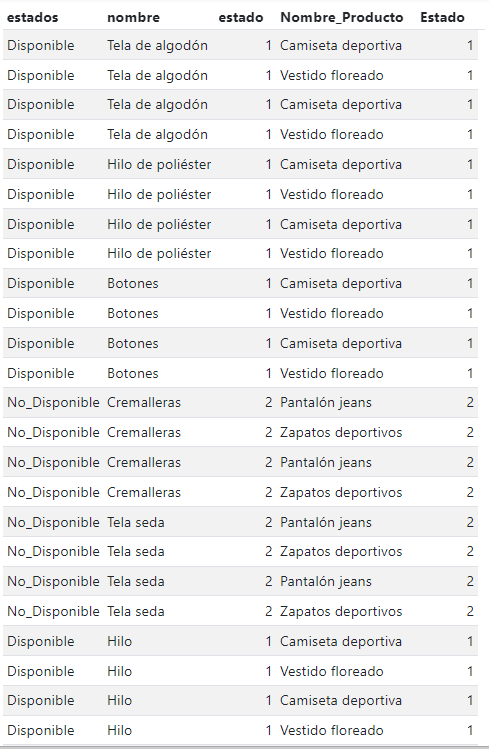 estados nombre estado Nombre_Producto Estado
Disponible Tela de algodón 1 Camiseta deportiva 1
Disponible Tela de algodón 1 Vestido floreado 1
Disponible Tela de algodón 1 Camiseta deportiva 1
Disponible Tela de algodón 1 Vestido floreado 1
Disponible Hilo de poliéster 1 Camiseta deportiva 1
Disponible Hilo de poliéster 1 Vestido floreado 1
Disponible Hilo de poliéster 1 Camiseta deportiva 1
Disponible Hilo de poliéster 1 Vestido floreado 1
Disponible Botones 1 Camiseta deportiva 1
Disponible Botones 1 Vestido floreado 1
Disponible Botones 1 Camiseta deportiva 1
Disponible Botones 1 Vestido floreado 1
No_Disponible Cremalleras 2 Pantalón jeans 2
No_Disponible Cremalleras 2 Zapatos deportivos 2
No_Disponible Cremalleras 2 Pantalón jeans 2
No_Disponible Cremalleras 2 Zapatos deportivos 2
No_Disponible Tela seda 2 Pantalón jeans 2
No_Disponible Tela seda 2 Zapatos deportivos 2
No_Disponible Tela seda 2 Pantalón jeans 2
No_Disponible Tela seda 2 Zapatos deportivos 2
Disponible Hilo 1 Camiseta deportiva 1
Disponible Hilo 1 Vestido floreado 1
Disponible Hilo 1 Camiseta deportiva 1
Disponible Hilo 1 Vestido floreado 1